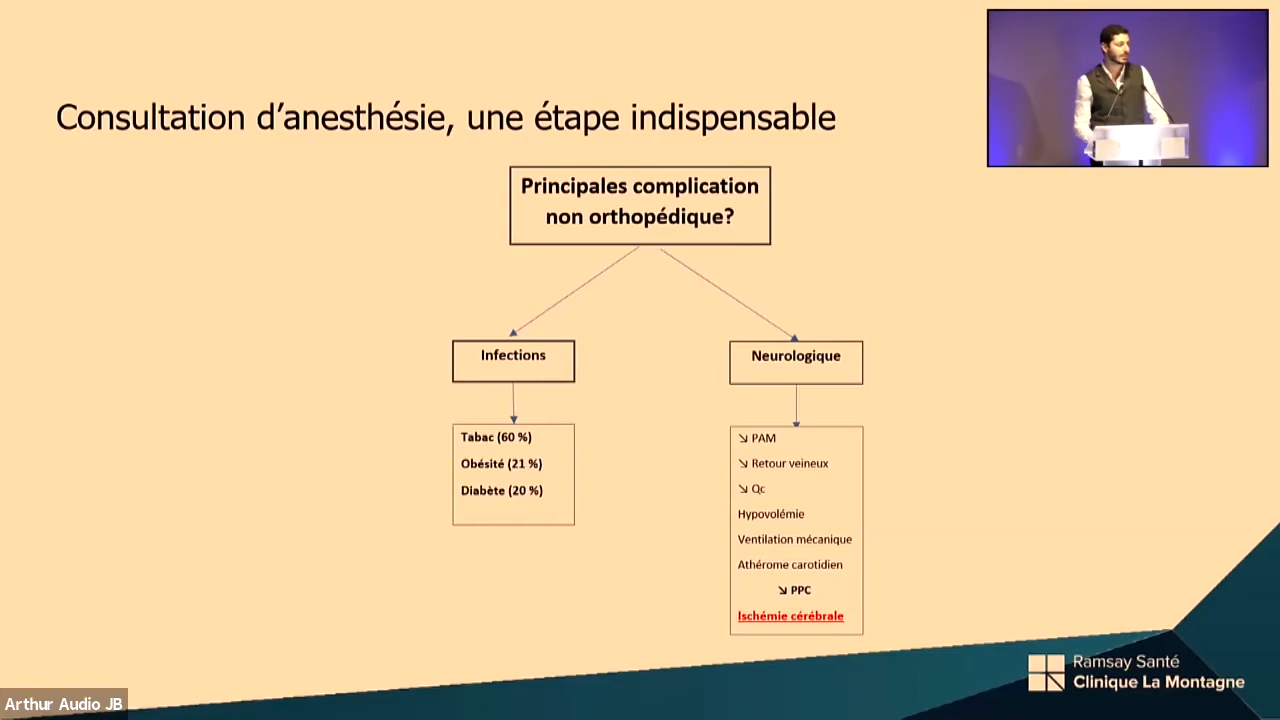 Consultation d’anesthésie, une étape indispensable
Principales complication
non orthopédique?
Infections
Tabac (60 %)
Obésité (21 %)
Diabète (20 %)
Neurologique
↘ PAM
↘ Retour veineux
↘ Qc
Hypovolémie
Ventilation mécanique
Athérome carotidien
↘ PPC
Ischémie cérébrale
Ramsay Santé
Clinique La Montagne
Arthur Audio JB